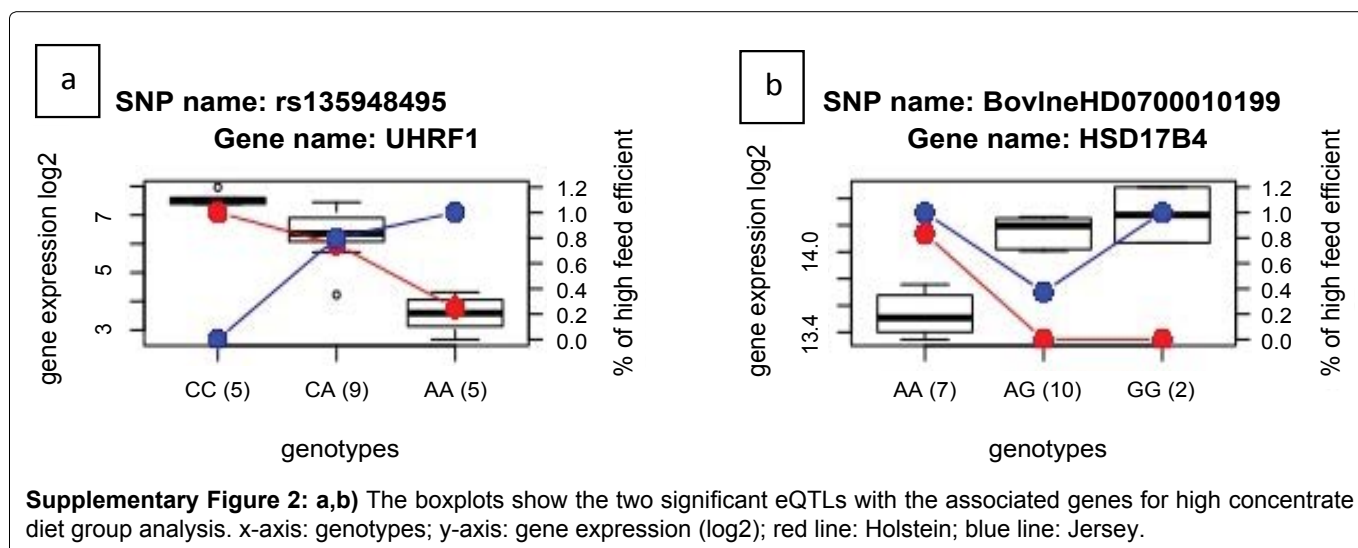 a
SNP name: rs135948495
Gene name: UHRF1
gene expression log2
7
5
3
1.2
1.0
0.8
0.6
0.4
0.2
0.0
% of high feed efficient
CC (5) CA (9) AA (5)
genotypes
b
SNP name: BovIneHD0700010199
Gene name: HSD17B4
gene expression log2
14.0
13.4
1.2
1.0
0.8
0.6
0.4
0.2
0.0
% of high feed efficient
AA (7) AG (10) GG (2)
genotypes
Supplementary Figure 2: a,b) The boxplots show the two significant eQTLs with the associated genes for high concentrate
diet group analysis. x-axis: genotypes; y-axis: gene expression (log2); red line: Holstein; blue line: Jersey.